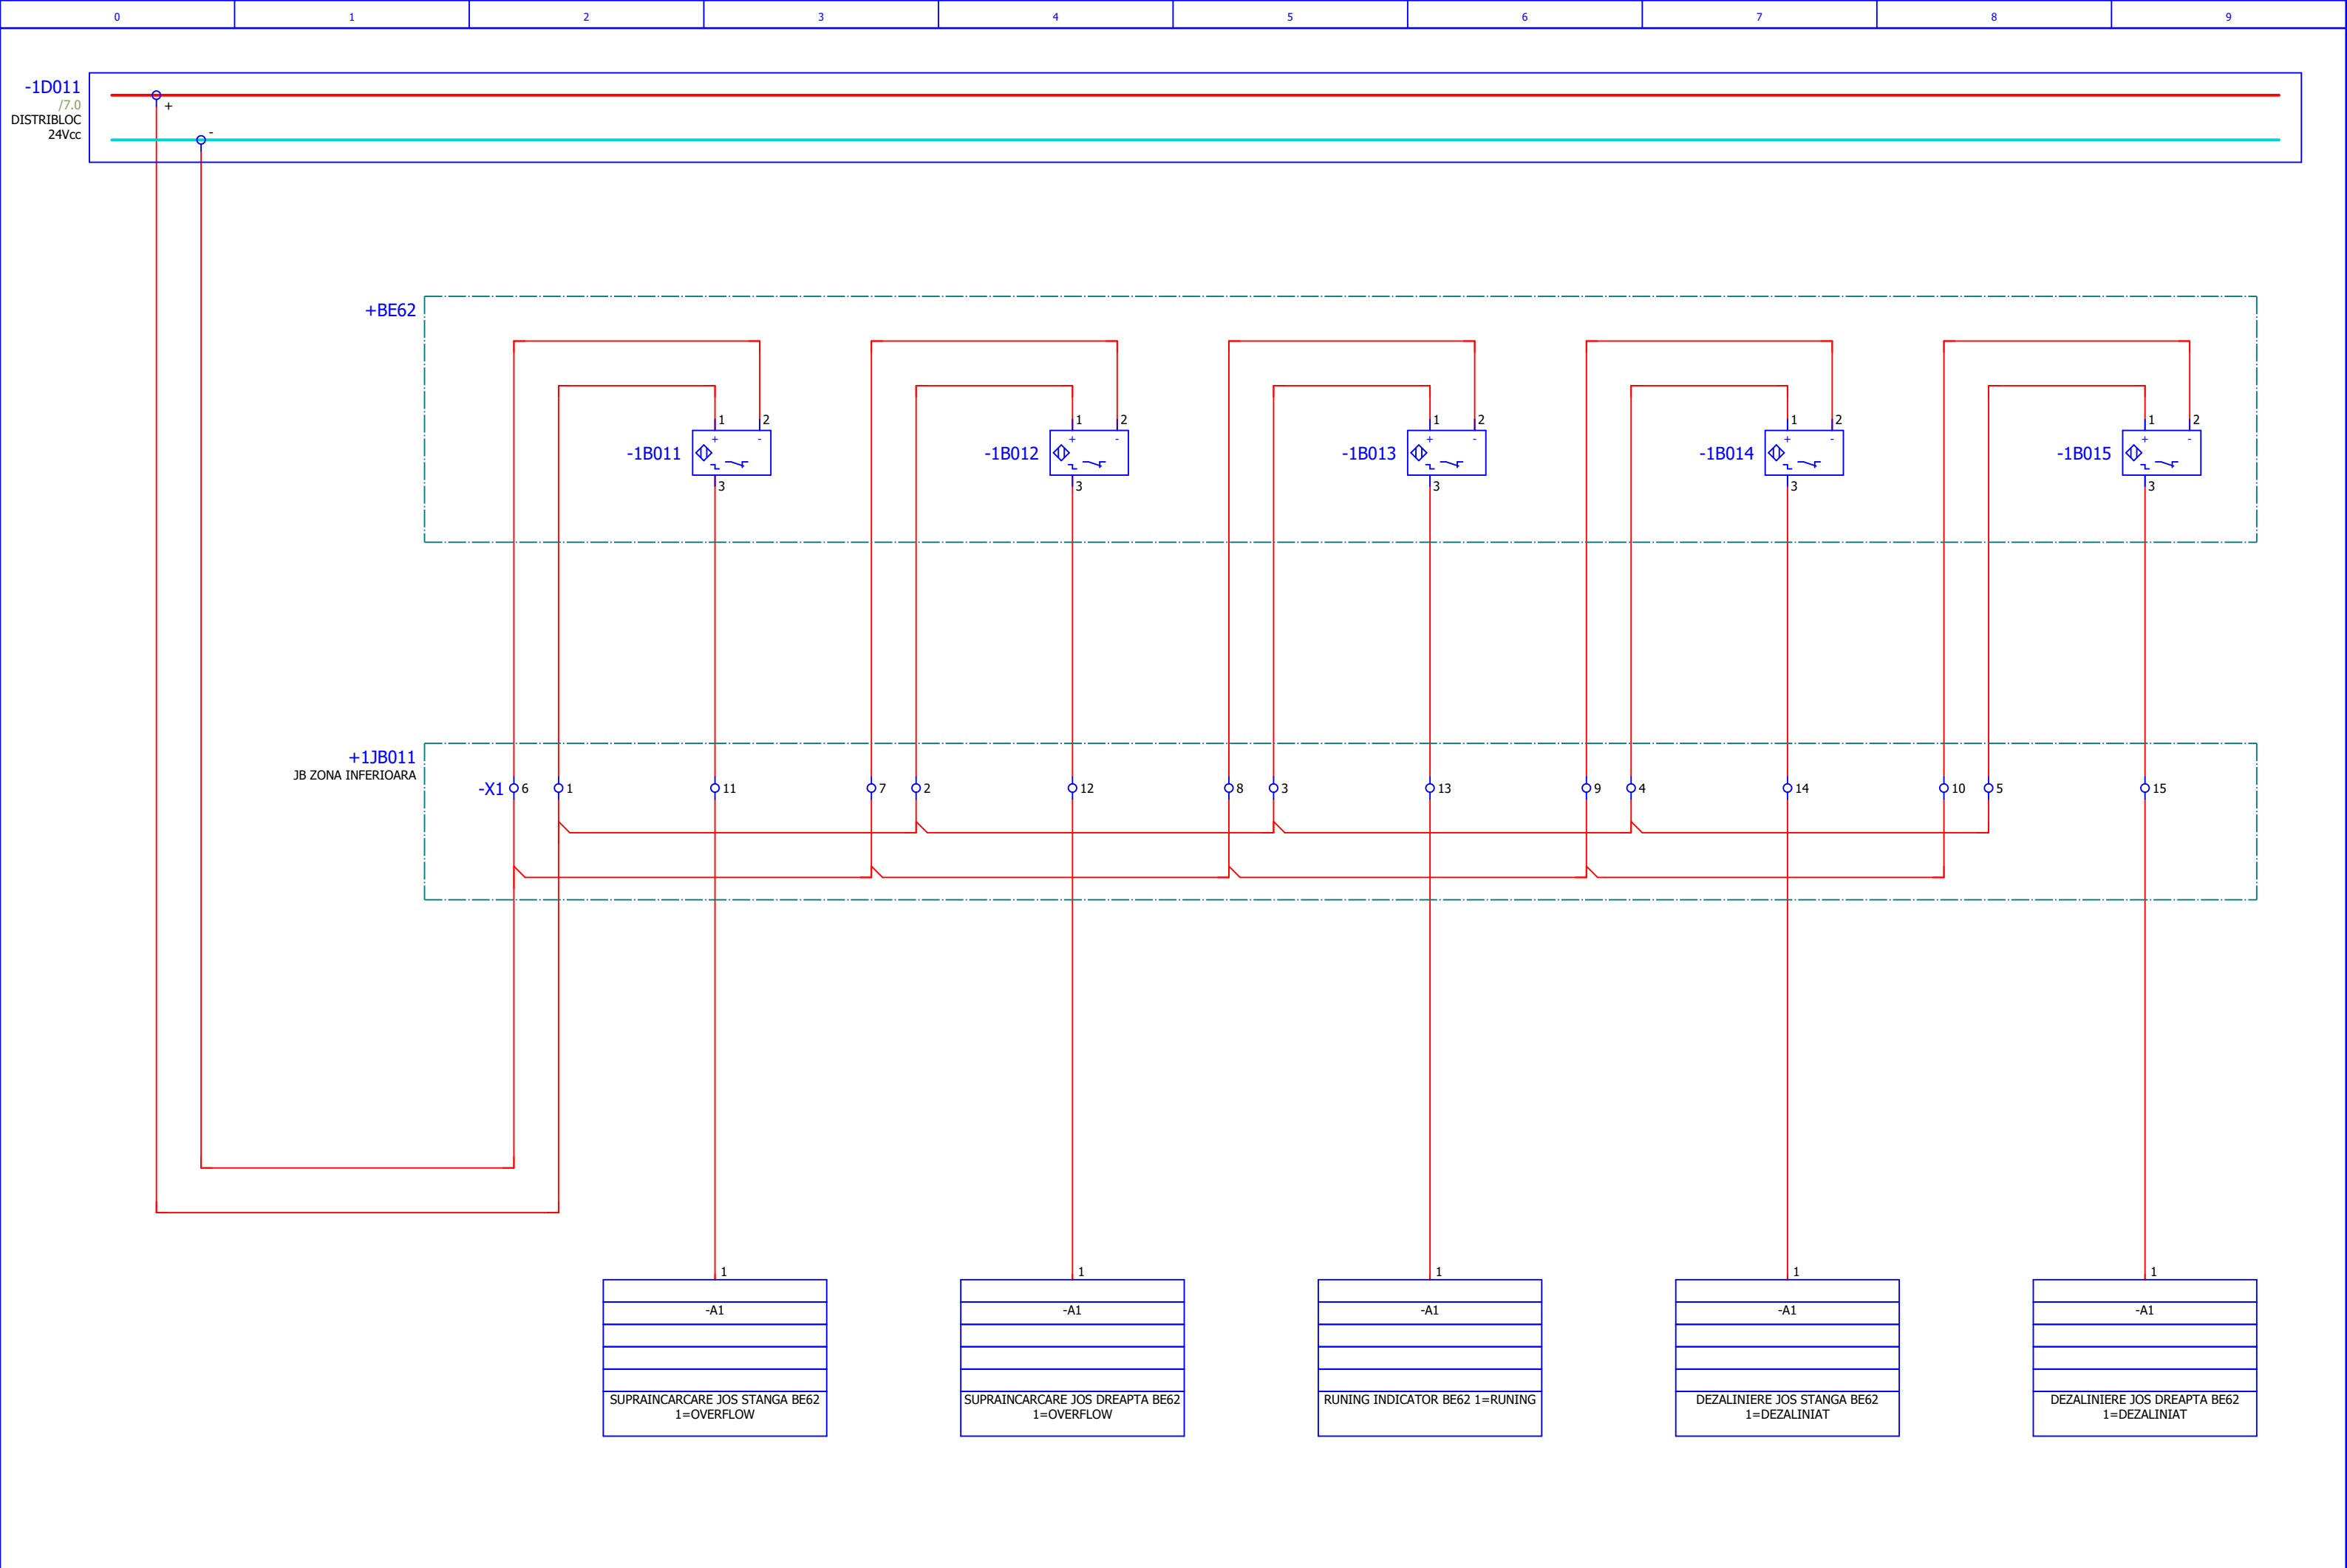 0 1 2 3 4 5 6 7 8 9
-1D011
/7.0
DISTRIBLOC
24Vcc
+
-
+BE62
1 2 1 2 1 2 1 2 1 2
+ - + - + - + - + -
-1B011 -1B012 -1B013 -1B014 -1B015
3 3 3 3 3
+1JB011
JB ZONA INFERIOARA
-X1 6 1 11 7 2 12 8 3 13 9 4 14 10 5 15
1 1 1 1 1
-A1 -A1 -A1 -A1 -A1
SUPRAINCARCARE JOS STANGA BE62
1=OVERFLOW
SUPRAINCARCARE JOS DREAPTA BE62
1=OVERFLOW
RUNING INDICATOR BE62 1=RUNING
DEZALINIERE JOS STANGA BE62
1=DEZALINIAT
DEZALINIERE JOS DREAPTA BE62
1=DEZALINIAT